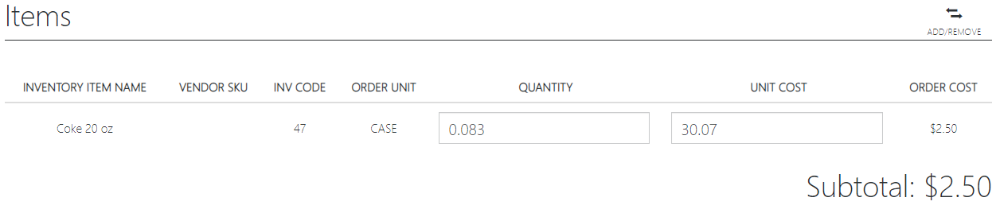 Items
ADD/REMOVE
INVENTORY ITEM NAME VENDOR SKU INV CODE ORDER UNIT QUANTITY UNIT COST ORDER COST
Coke 20 oz 47 CASE 0.083 30.07 $2.50
Subtotal: $2.50